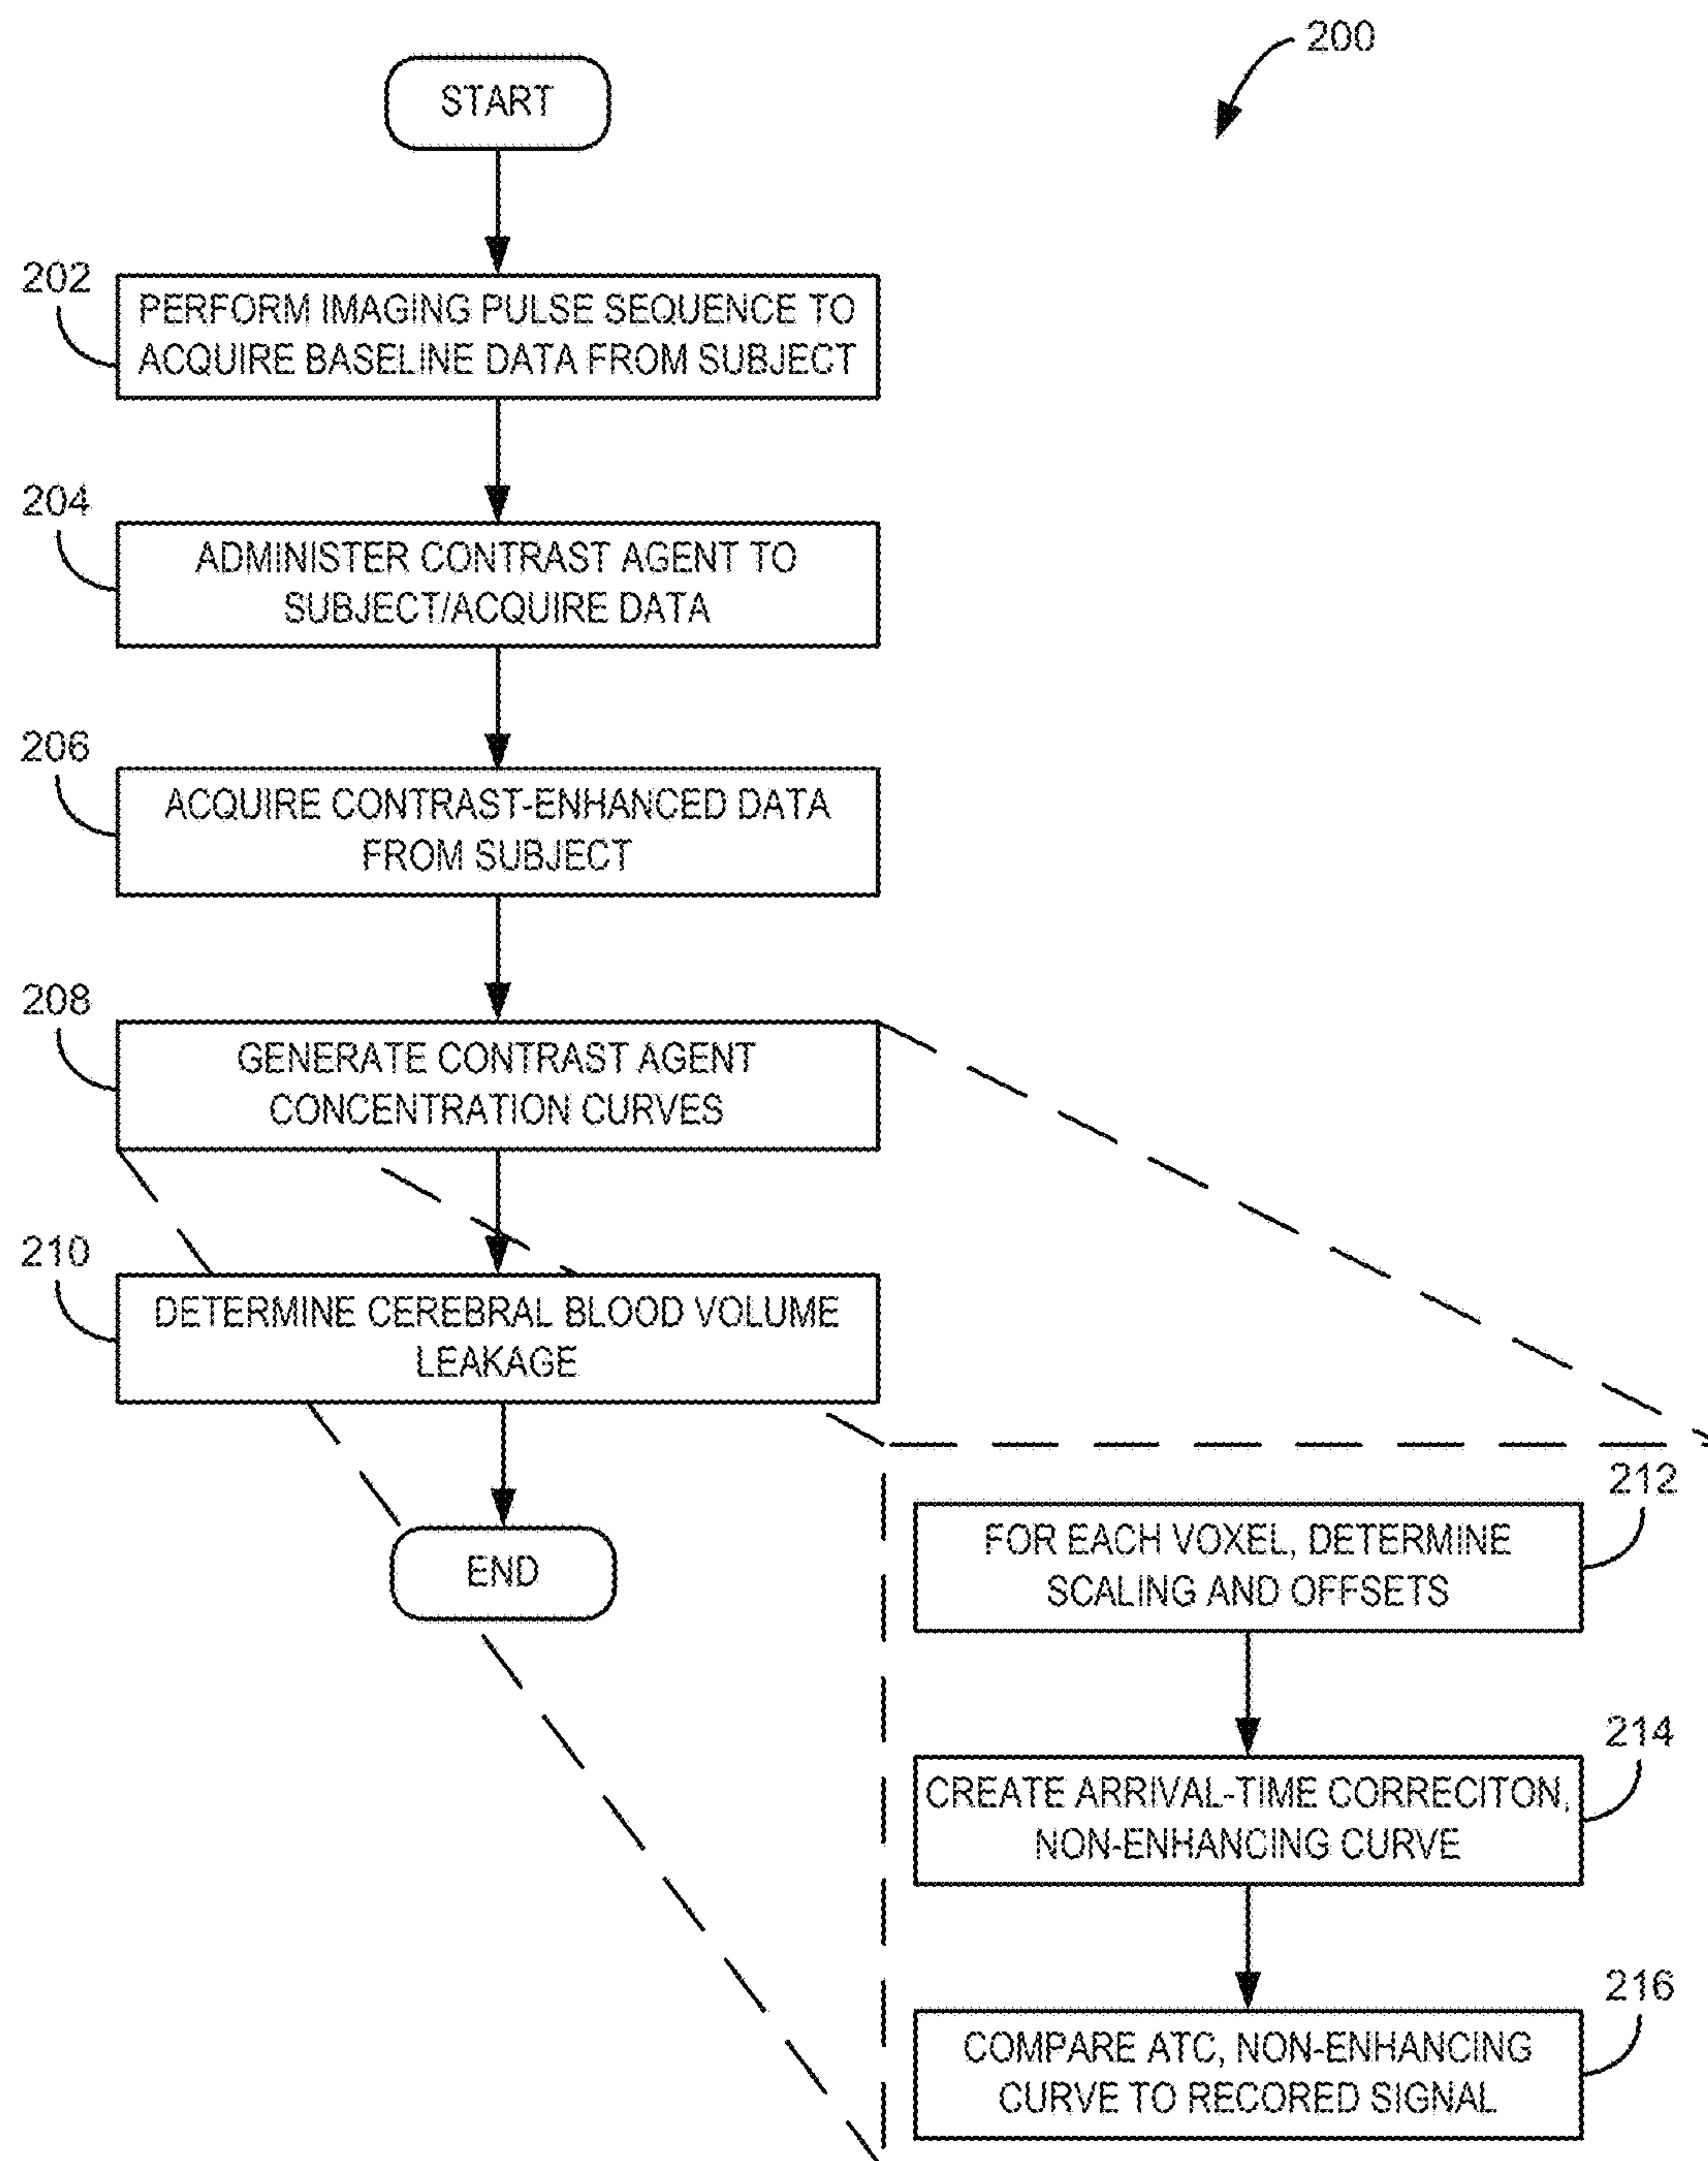 200
START
202
PERFORM IMAGING PULSE SEQUENCE TO
ACQUIRE BASELINE DATA FROM SUBJECT
204
ADMINISTER CONTRAST AGENT TO
SUBJECT/ACQUIRE DATA
206
ACQUIRE CONTRAST-ENHANCED DATA
FROM SUBJECT
208
GENERATE CONTRAST AGENT
CONCENTRATION CURVES
210
DETERMINE CEREBRAL BLOOD VOLUME
LEAKAGE
END
212
FOR EACH VOXEL, DETERMINE
SCALING AND OFFSETS
214
CREATE ARRIVAL-TIME CORRECITON,
NON-ENHANCING CURVE
216
COMPARE ATC, NON-ENHANCING
CURVE TO RECORED SIGNAL